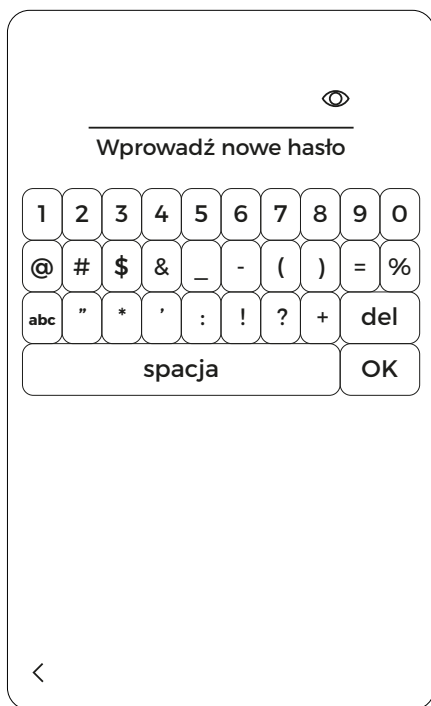 Wprowadź nowe hasło
1 2 3 4 5 6 7 8 9 0
@ # $ & _ - ( ) = %
abc ” * ’ : ! ? + del
spacja OK